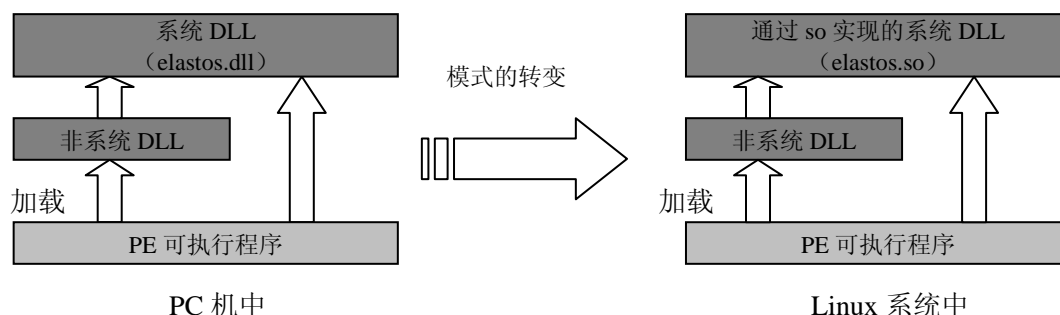 系统 DLL
（elastos.dll）
非系统 DLL
加载
PE 可执行程序
PC 机中
模式的转变
通过 so 实现的系统 DLL
（elastos.so）
非系统 DLL
加载
PE 可执行程序
Linux 系统中